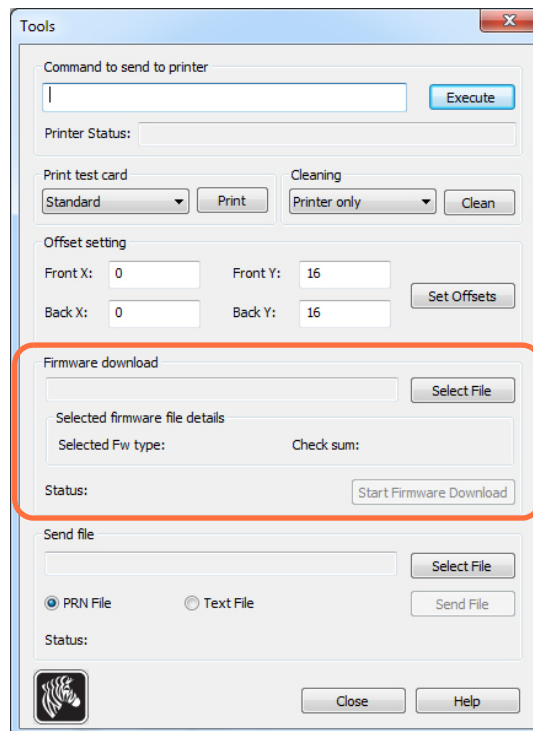 Tools
Command to send to printer
Execute
Printer Status:
Print test card
Cleaning
Standard
Print
Printer only
Clean
Offset setting
Front X: 0 Front Y: 16
Set Offsets
Back X: 0 Back Y: 16
Firmware download
Select File
Selected firmware file details
Selected Fw type: Check sum:
Status:
Start Firmware Download
Send file
Select File
PRN File Text File
Send File
Status:
Close Help